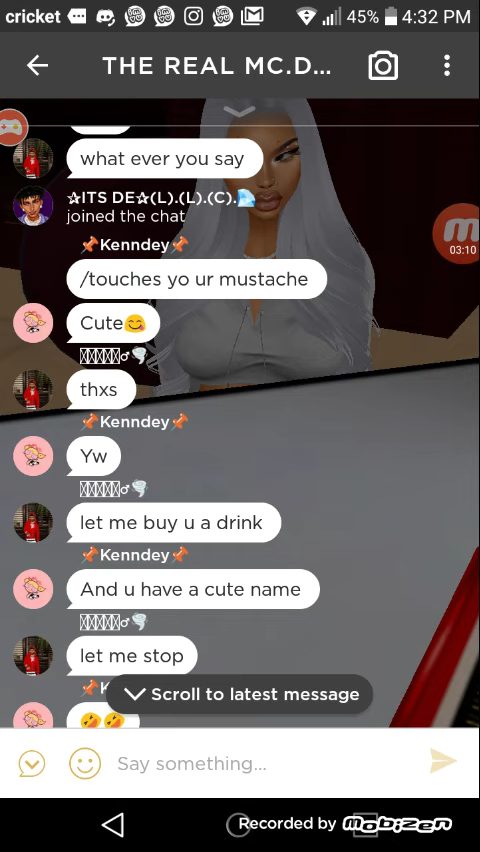 cricket 45% 4:32 PM
THE REAL MC.D...
what ever you say
✰ITS DE✰(L).(L).(C).
joined the chat
📌Kenndey📌
03:10
/touches yo ur mustache
Cute😋
♂🌪
thxs
📌Kenndey📌
Yw
♂🌪
let me buy u a drink
📌Kenndey📌
And u have a cute name
♂🌪
let me stop
📌K
Scroll to latest message
🤣🤣
Say something...
Recorded by mobizen